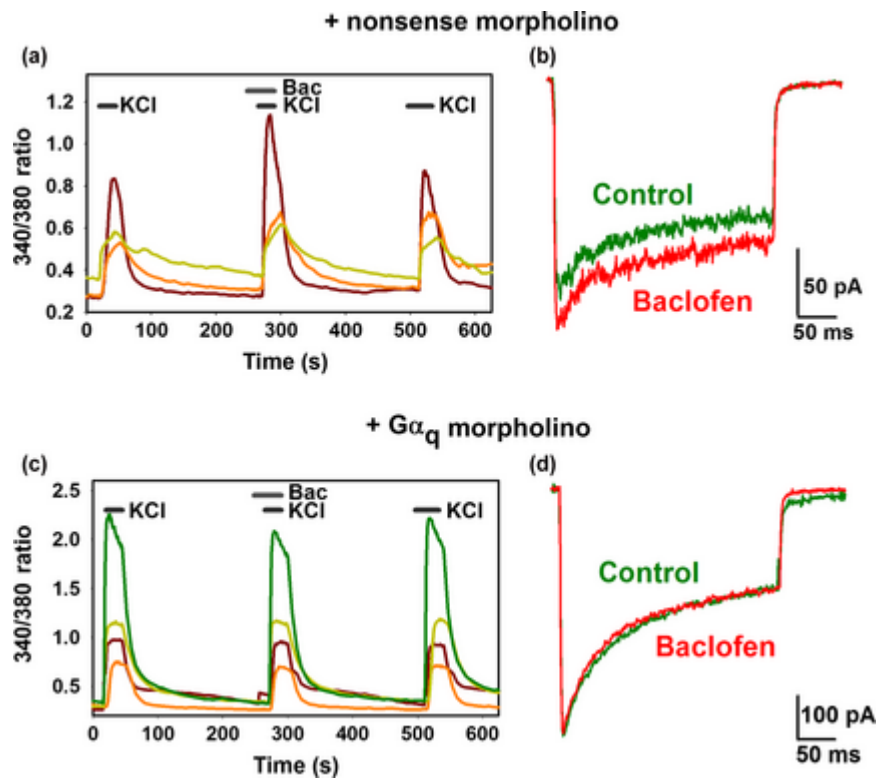 + nonsense morpholino
(a)
Bac
KCl KCl KCl
1.2
1.0
0.8
0.6
0.4
0.2
340/380 ratio
0 100 200 300 400 500 600
Time (s)
(b)
Control
Baclofen
50 pA
50 ms
+ Gαq morpholino
(c)
Bac
KCl KCl KCl
2.5
2.0
1.5
1.0
0.5
340/380 ratio
0 100 200 300 400 500 600
Time (s)
(d)
Control
Baclofen
100 pA
50 ms